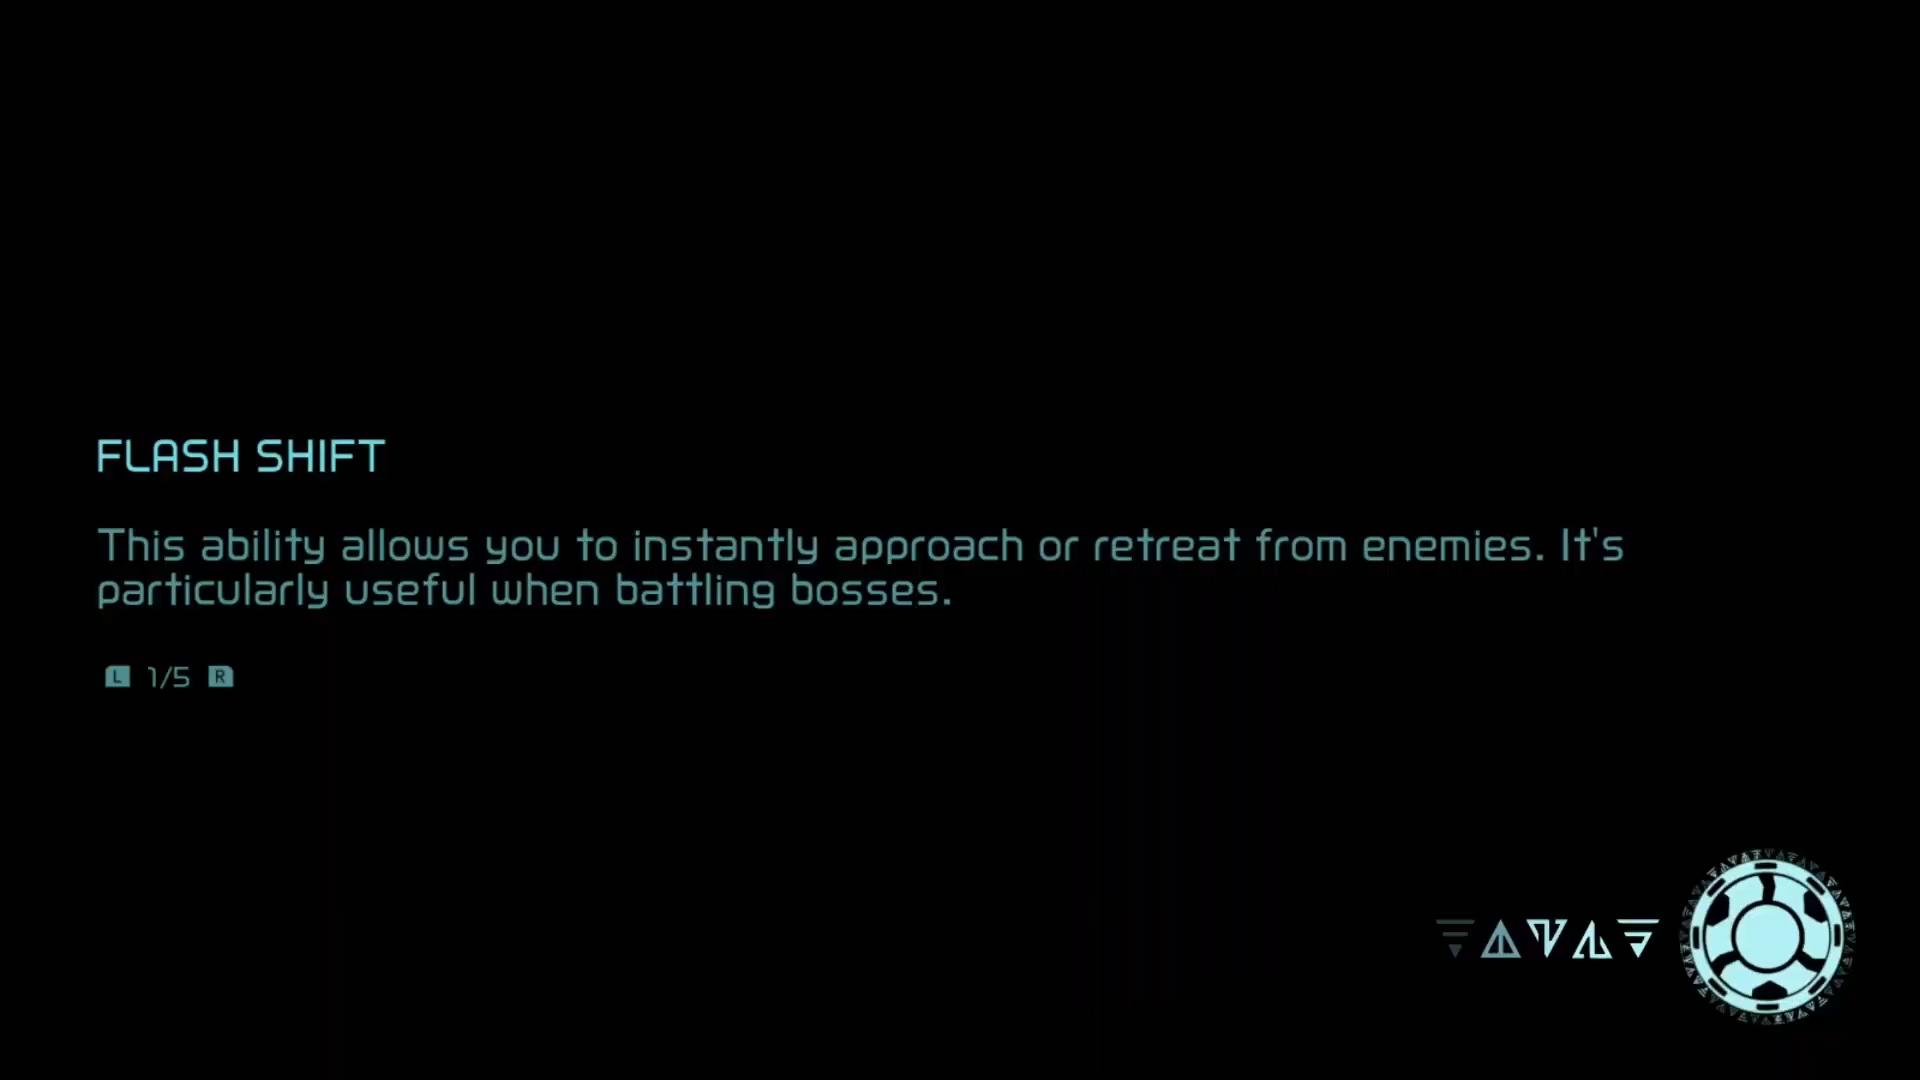 FLASH SHIFT
This ability allows you to instantly approach or retreat from enemies. It's
particularly useful when battling bosses.
L 1/5 R